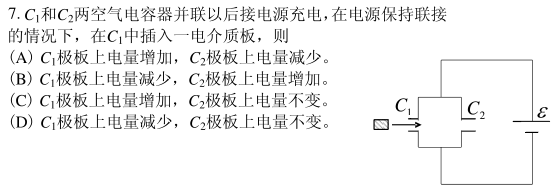 7. C₁和C₂两空气电容器并联以后接电源充电，在电源保持联接
的情况下，在C₁中插入一电介质板，则
(A) C₁极板上电量增加，C₂极板上电量减少。
(B) C₁极板上电量减少，C₂极板上电量增加。
(C) C₁极板上电量增加，C₂极板上电量不变。
(D) C₁极板上电量减少，C₂极板上电量不变。
C₁
C₂
ε